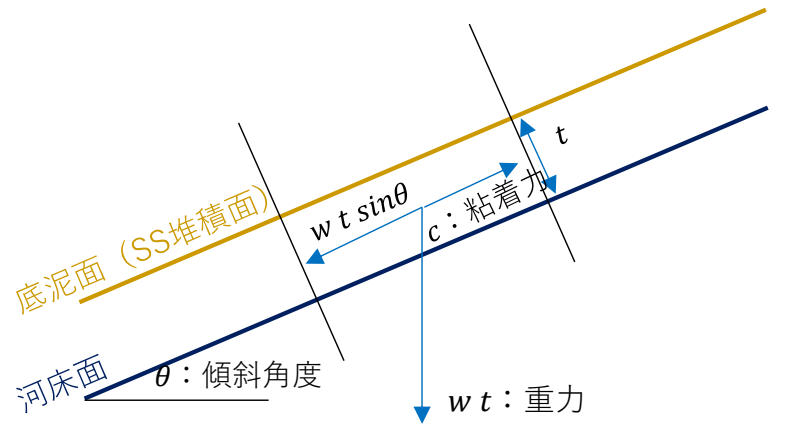 t
w t sinθ
c：粘着力
底泥面（SS堆積面）
河床面
θ：傾斜角度
w t：重力